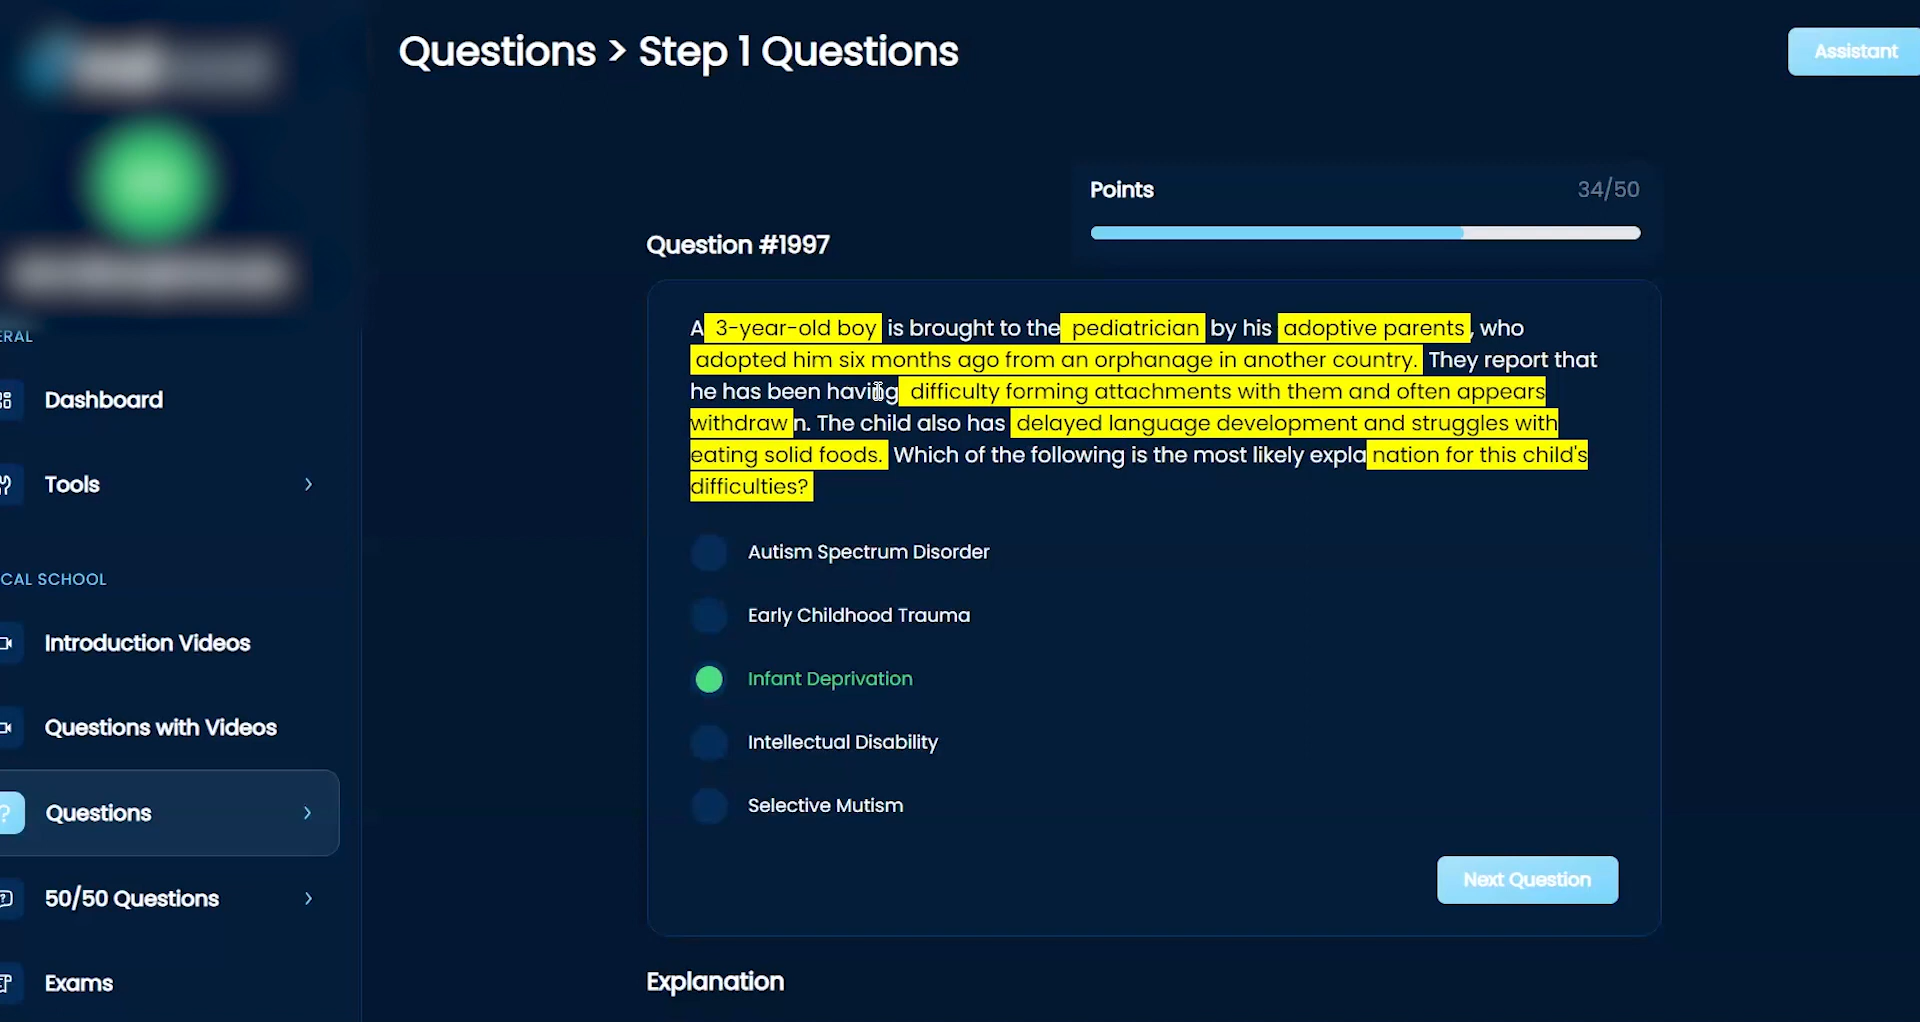 Questions > Step 1 Questions
Assistant
Points
34/50
Question #1997
A 3-year-old boy is brought to the pediatrician by his adoptive parents, who
adopted him six months ago from an orphanage in another country. They report that
he has been having difficulty forming attachments with them and often appears
withdrawn. The child also has delayed language development and struggles with
eating solid foods. Which of the following is the most likely explanation for this child's
difficulties?
Autism Spectrum Disorder
Early Childhood Trauma
Infant Deprivation
Intellectual Disability
Selective Mutism
Next Question
Explanation
ERAL
Dashboard
Tools
CAL SCHOOL
Introduction Videos
Questions with Videos
Questions
50/50 Questions
Exams